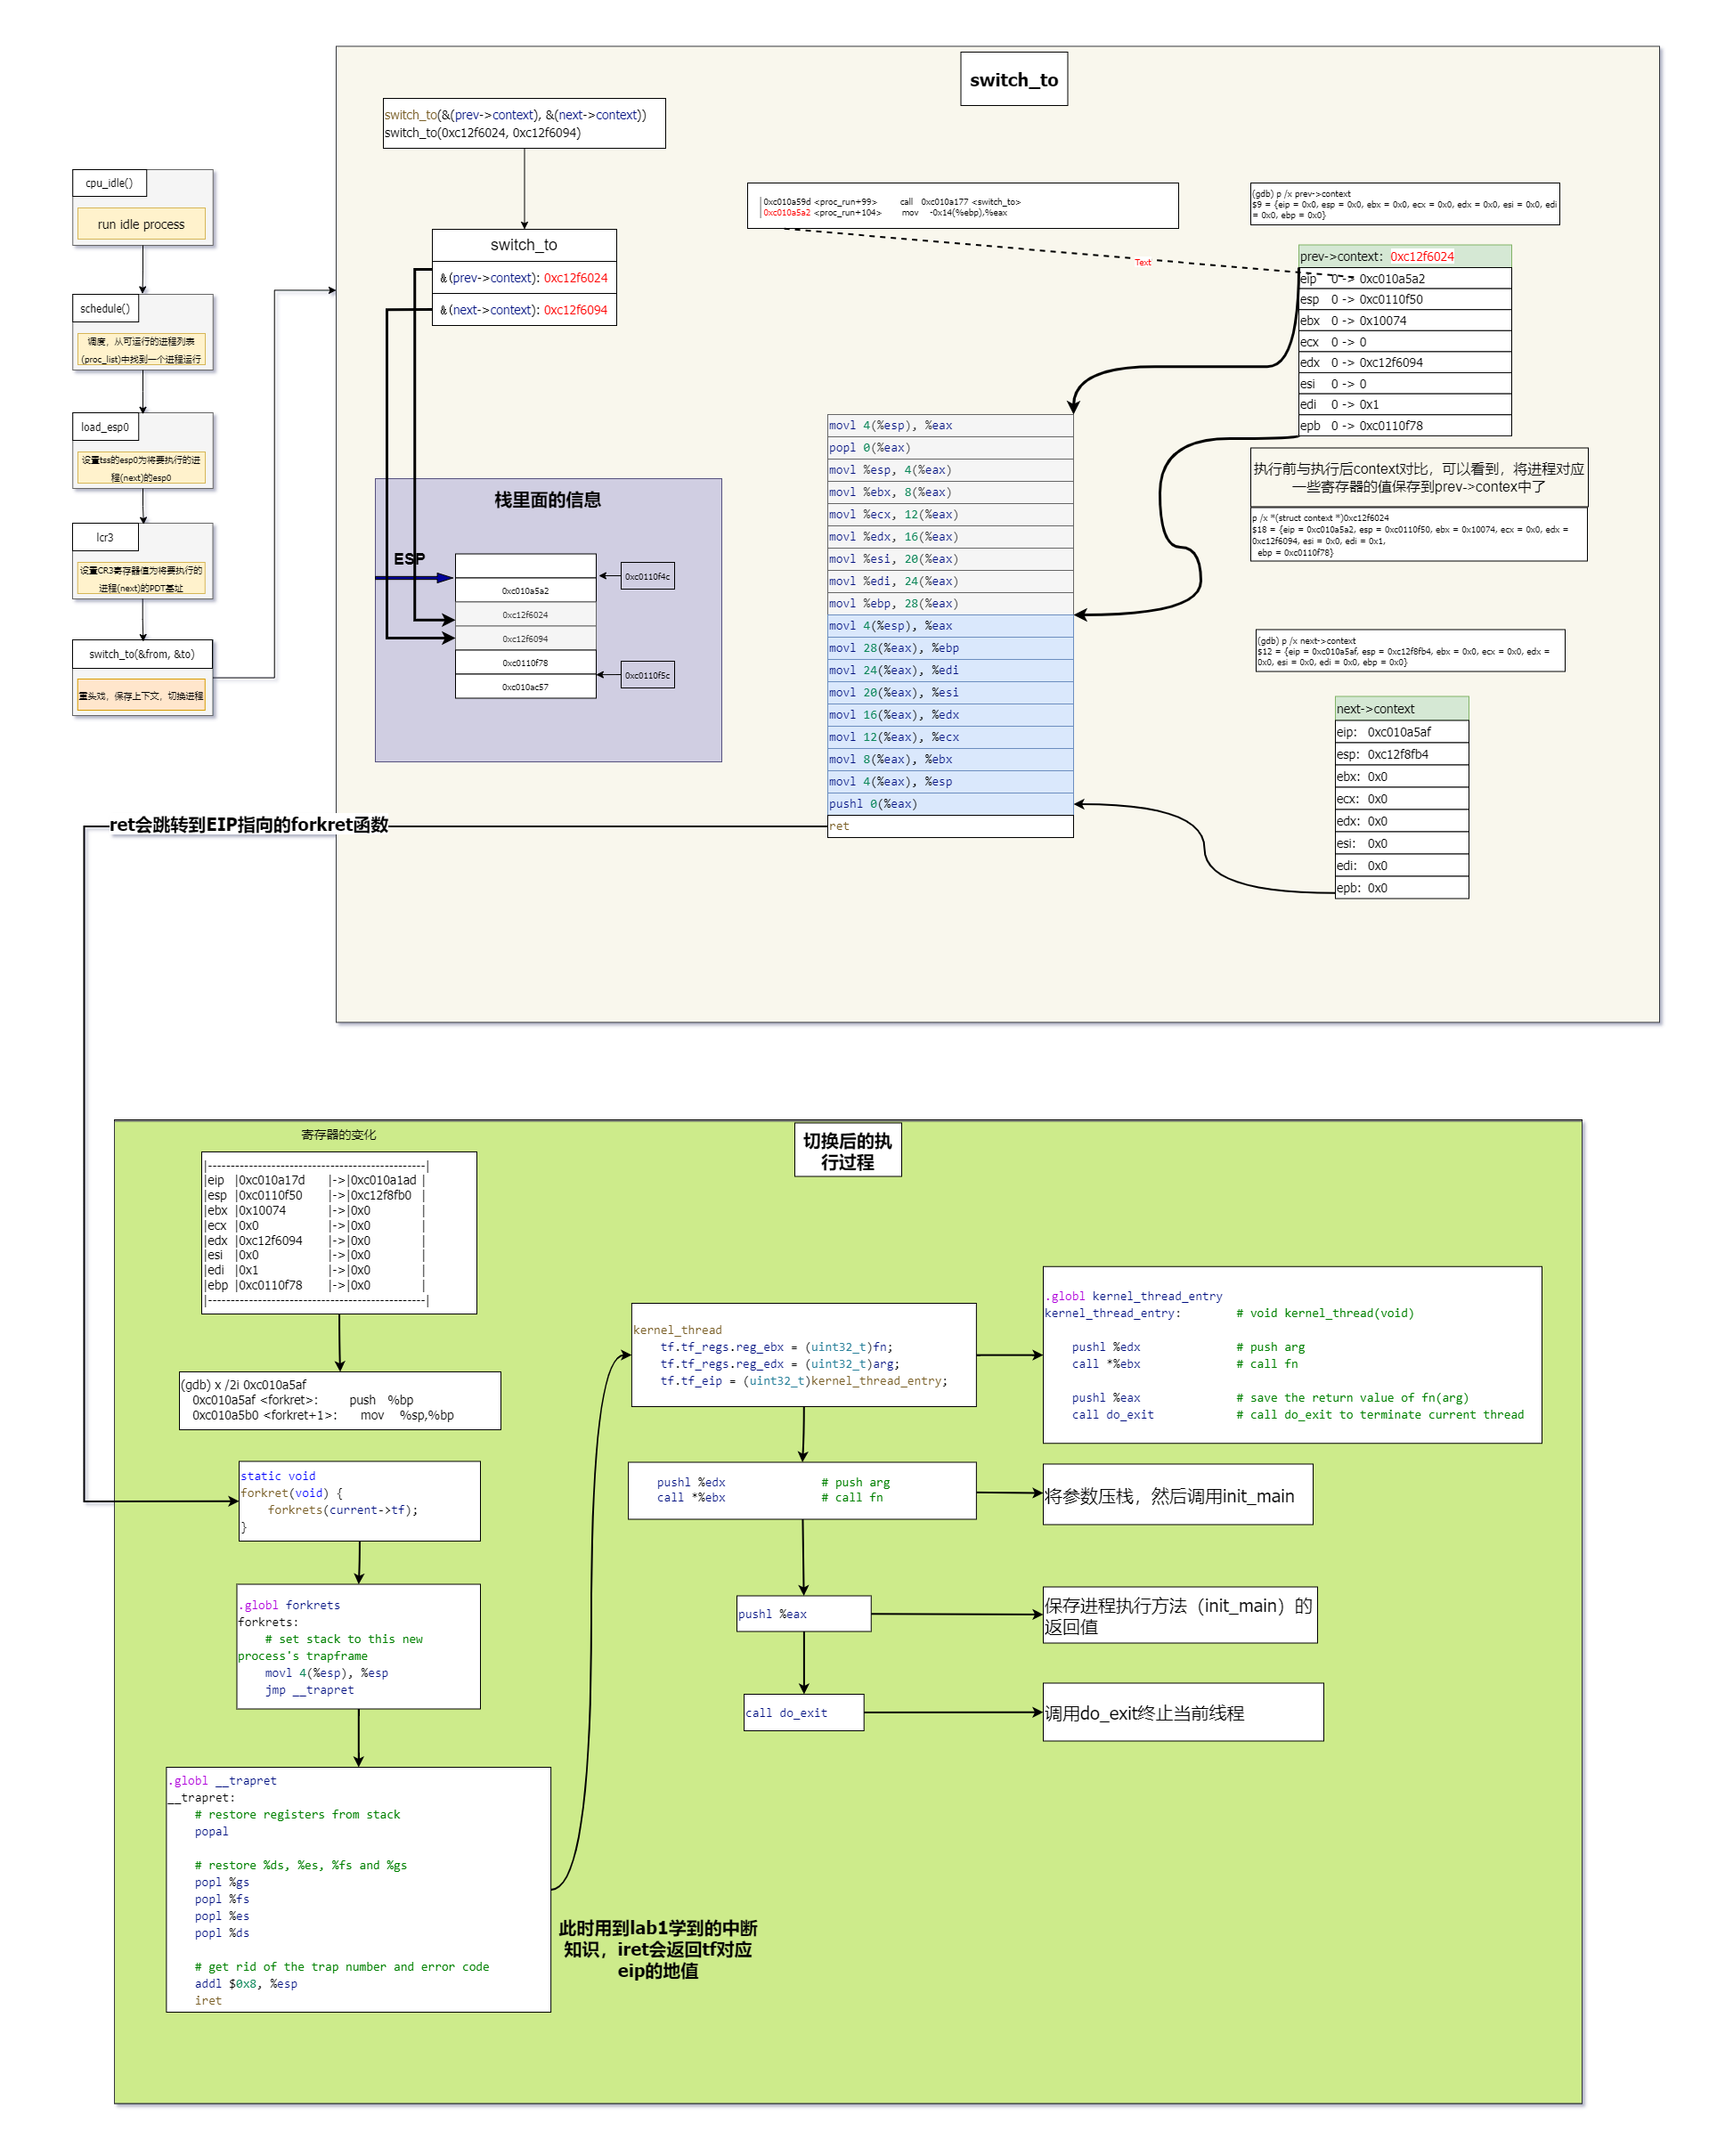 switch_to
switch_to(&(prev->context), &(next->context))
switch_to(0xc12f6024, 0xc12f6094)
cpu_idle()
run idle process
schedule()
调度，从可运行的进程列表
(proc_list)中找到一个进程运行
load_esp0
设置tss的esp0为将要执行的进
程(next)的esp0
lcr3
设置CR3寄存器值为将要执行的
进程(next)的PDT基址
switch_to(&from, &to)
重头戏，保存上下文，切换进程
switch_to
&(prev->context): 0xc12f6024
&(next->context): 0xc12f6094
0xc010a59d <proc_run+99> call 0xc010a177 <switch_to>
0xc010a5a2 <proc_run+104> mov -0x14(%ebp),%eax
Text
(gdb) p /x prev->context
$9 = {eip = 0x0, esp = 0x0, ebx = 0x0, ecx = 0x0, edx = 0x0, esi = 0x0, edi
= 0x0, ebp = 0x0}
prev->context: 0xc12f6024
eip 0 -> 0xc010a5a2
esp 0 -> 0xc0110f50
ebx 0 -> 0x10074
ecx 0 -> 0
edx 0 -> 0xc12f6094
esi 0 -> 0
edi 0 -> 0x1
epb 0 -> 0xc0110f78
执行前与执行后context对比，可以看到，将进程对应
一些寄存器的值保存到prev->contex中了
p /x *(struct context *)0xc12f6024
$18 = {eip = 0xc010a5a2, esp = 0xc0110f50, ebx = 0x10074, ecx = 0x0, edx =
0xc12f6094, esi = 0x0, edi = 0x1,
ebp = 0xc0110f78}
栈里面的信息
ESP
0xc0110f4c
0xc010a5a2
0xc12f6024
0xc12f6094
0xc0110f78
0xc0110f5c
0xc010ac57
movl 4(%esp), %eax
popl 0(%eax)
movl %esp, 4(%eax)
movl %ebx, 8(%eax)
movl %ecx, 12(%eax)
movl %edx, 16(%eax)
movl %esi, 20(%eax)
movl %edi, 24(%eax)
movl %ebp, 28(%eax)
movl 4(%esp), %eax
movl 28(%eax), %ebp
movl 24(%eax), %edi
movl 20(%eax), %esi
movl 16(%eax), %edx
movl 12(%eax), %ecx
movl 8(%eax), %ebx
movl 4(%eax), %esp
pushl 0(%eax)
ret
(gdb) p /x next->context
$12 = {eip = 0xc010a5af, esp = 0xc12f8fb4, ebx = 0x0, ecx = 0x0, edx =
0x0, esi = 0x0, edi = 0x0, ebp = 0x0}
next->context
eip: 0xc010a5af
esp: 0xc12f8fb4
ebx: 0x0
ecx: 0x0
edx: 0x0
esi: 0x0
edi: 0x0
epb: 0x0
ret会跳转到EIP指向的forkret函数
切换后的执
行过程
寄存器的变化
|-----------------------------------------------|
|eip |0xc010a17d |->|0xc010a1ad |
|esp |0xc0110f50 |->|0xc12f8fb0 |
|ebx |0x10074 |->|0x0 |
|ecx |0x0 |->|0x0 |
|edx |0xc12f6094 |->|0x0 |
|esi |0x0 |->|0x0 |
|edi |0x1 |->|0x0 |
|ebp |0xc0110f78 |->|0x0 |
|-----------------------------------------------|
(gdb) x /2i 0xc010a5af
0xc010a5af <forkret>: push %bp
0xc010a5b0 <forkret+1>: mov %sp,%bp
static void
forkret(void) {
forkrets(current->tf);
}
.globl forkrets
forkrets:
# set stack to this new
process's trapframe
movl 4(%esp), %esp
jmp __trapret
.globl __trapret
__trapret:
# restore registers from stack
popal
# restore %ds, %es, %fs and %gs
popl %gs
popl %fs
popl %es
popl %ds
# get rid of the trap number and error code
addl $0x8, %esp
iret
此时用到lab1学到的中断
知识，iret会返回tf对应
eip的地值
kernel_thread
tf.tf_regs.reg_ebx = (uint32_t)fn;
tf.tf_regs.reg_edx = (uint32_t)arg;
tf.tf_eip = (uint32_t)kernel_thread_entry;
.globl kernel_thread_entry
kernel_thread_entry: # void kernel_thread(void)
pushl %edx # push arg
call *%ebx # call fn
pushl %eax # save the return value of fn(arg)
call do_exit # call do_exit to terminate current thread
pushl %edx # push arg
call *%ebx # call fn
将参数压栈，然后调用init_main
pushl %eax
保存进程执行方法（init_main）的
返回值
call do_exit
调用do_exit终止当前线程